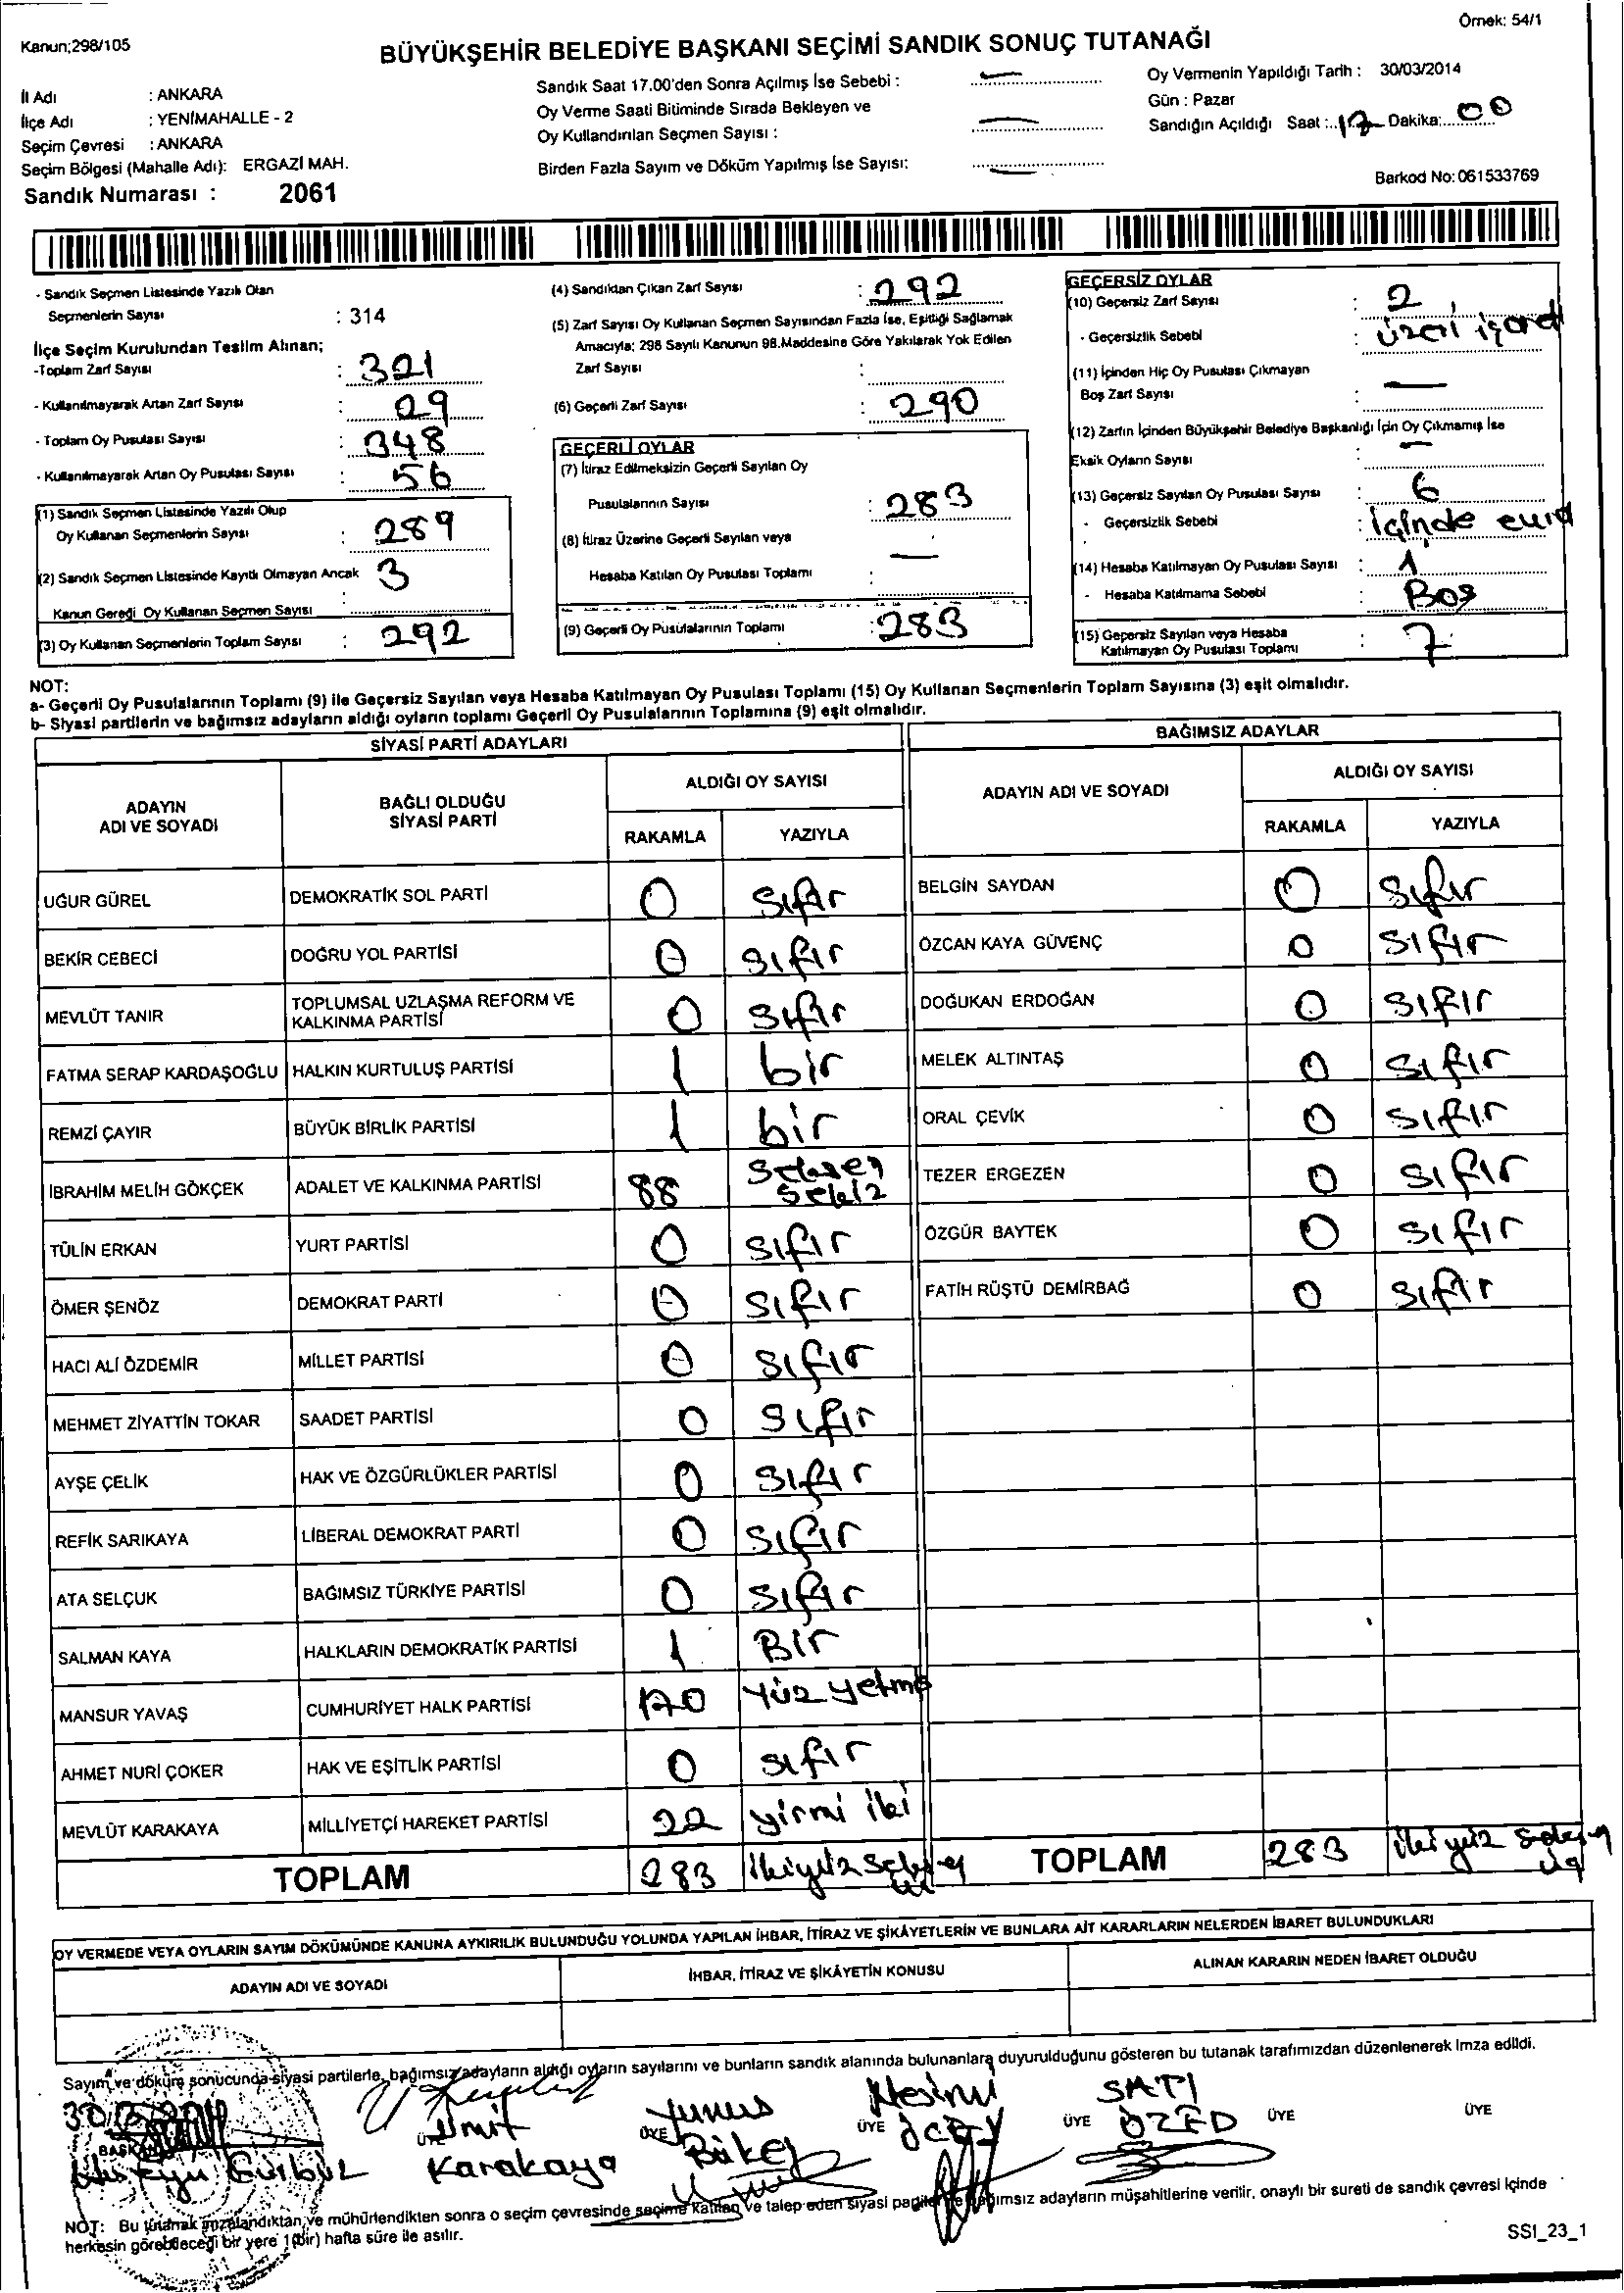 Örnek: 54/1
Kanun;298/105
BÜYÜKŞEHİR BELEDİYE BAŞKANI SEÇİMİ SANDIK SONUÇ TUTANAĞI
İl Adı : ANKARA
İlçe Adı : YENİMAHALLE - 2
Seçim Çevresi : ANKARA
Seçim Bölgesi (Mahalle Adı): ERGAZİ MAH.
Sandık Numarası : 2061
Sandık Saat 17.00'den Sonra Açılmış İse Sebebi : —
Oy Verme Saati Bitiminde Sırada Bekleyen ve
Oy Kullandırılan Seçmen Sayısı : —
Birden Fazla Sayım ve Döküm Yapılmış İse Sayısı: —
Oy Vermenin Yapıldığı Tarih : 30/03/2014
Gün : Pazar
Sandığın Açıldığı Saat : 17 Dakika: 00
Barkod No: 061533769
- Sandık Seçmen Listesinde Yazılı Olan
Seçmenlerin Sayısı : 314
İlçe Seçim Kurulundan Teslim Alınan;
-Toplam Zarf Sayısı : 321
- Kullanılmayarak Artan Zarf Sayısı : 29
- Toplam Oy Pusulası Sayısı : 348
- Kullanılmayarak Artan Oy Pusulası Sayısı : 56
(1) Sandık Seçmen Listesinde Yazılı Olup
Oy Kullanan Seçmenlerin Sayısı : 289
(2) Sandık Seçmen Listesinde Kayıtlı Olmayan Ancak 3
Kanun Gereği Oy Kullanan Seçmen Sayısı :
(3) Oy Kullanan Seçmenlerin Toplam Sayısı : 292
(4) Sandıktan Çıkan Zarf Sayısı : 292
(5) Zarf Sayısı Oy Kullanan Seçmen Sayısından Fazla İse, Eşitliği Sağlamak
Amacıyla; 298 Sayılı Kanunun 98.Maddesine Göre Yakılarak Yok Edilen
Zarf Sayısı :
(6) Geçerli Zarf Sayısı : 290
GEÇERLİ OYLAR
(7) İtiraz Edilmeksizin Geçerli Sayılan Oy
Pusulalarının Sayısı : 283
(8) İtiraz Üzerine Geçerli Sayılan veya —
Hesaba Katılan Oy Pusulası Toplamı :
(9) Geçerli Oy Pusulalarının Toplamı : 283
GEÇERSİZ OYLAR
(10) Geçersiz Zarf Sayısı : 2
- Geçersizlik Sebebi : üzeri işaret
(11) İçinden Hiç Oy Pusulası Çıkmayan
Boş Zarf Sayısı : —
(12) Zarfın İçinden Büyükşehir Belediye Başkanlığı İçin Oy Çıkmamış İse
Eksik Oyların Sayısı : —
(13) Geçersiz Sayılan Oy Pusulası Sayısı : 6
- Geçersizlik Sebebi : içinde
(14) Hesaba Katılmayan Oy Pusulası Sayısı : 1
- Hesaba Katılmama Sebebi : Boş
(15) Geçersiz Sayılan veya Hesaba
Katılmayan Oy Pusulası Toplamı : 7
NOT:
a- Geçerli Oy Pusulalarının Toplamı (9) ile Geçersiz Sayılan veya Hesaba Katılmayan Oy Pusulası Toplamı (15) Oy Kullanan Seçmenlerin Toplam Sayısına (3) eşit olmalıdır.
b- Siyasi partilerin ve bağımsız adayların aldığı oyların toplamı Geçerli Oy Pusulalarının Toplamına (9) eşit olmalıdır.
SİYASİ PARTİ ADAYLARI
ADAYIN ADI VE SOYADI
BAĞLI OLDUĞU SİYASİ PARTİ
ALDIĞI OY SAYISI
RAKAMLA YAZIYLA
UĞUR GÜREL DEMOKRATİK SOL PARTİ 0 sıfır
BEKİR CEBECİ DOĞRU YOL PARTİSİ 0 sıfır
MEVLÜT TANIR TOPLUMSAL UZLAŞMA REFORM VE KALKINMA PARTİSİ 0 sıfır
FATMA SERAP KARDAŞOĞLU HALKIN KURTULUŞ PARTİSİ 1 bir
REMZİ ÇAYIR BÜYÜK BİRLİK PARTİSİ 1 bir
İBRAHİM MELİH GÖKÇEK ADALET VE KALKINMA PARTİSİ 88 seksen sekiz
TÜLİN ERKAN YURT PARTİSİ 0 sıfır
ÖMER ŞENÖZ DEMOKRAT PARTİ 0 sıfır
HACI ALİ ÖZDEMİR MİLLET PARTİSİ 0 sıfır
MEHMET ZİYATTİN TOKAR SAADET PARTİSİ 0 sıfır
AYŞE ÇELİK HAK VE ÖZGÜRLÜKLER PARTİSİ 0 sıfır
REFİK SARIKAYA LİBERAL DEMOKRAT PARTİ 0 sıfır
ATA SELÇUK BAĞIMSIZ TÜRKİYE PARTİSİ 0 sıfır
SALMAN KAYA HALKLARIN DEMOKRATİK PARTİSİ 1 Bir
MANSUR YAVAŞ CUMHURİYET HALK PARTİSİ 170 Yüz yetmiş
AHMET NURİ ÇOKER HAK VE EŞİTLİK PARTİSİ 0 sıfır
MEVLÜT KARAKAYA MİLLİYETÇİ HAREKET PARTİSİ 22 yirmi iki
TOPLAM 283 ikiyüz seksen üç
BAĞIMSIZ ADAYLAR
ADAYIN ADI VE SOYADI
ALDIĞI OY SAYISI
RAKAMLA YAZIYLA
BELGİN SAYDAN 0 sıfır
ÖZCAN KAYA GÜVENÇ 0 sıfır
DOĞUKAN ERDOĞAN 0 sıfır
MELEK ALTINTAŞ 0 sıfır
ORAL ÇEVİK 0 sıfır
TEZER ERGEZEN 0 sıfır
ÖZGÜR BAYTEK 0 sıfır
FATİH RÜŞTÜ DEMİRBAĞ 0 sıfır
TOPLAM 283 ikiyüz seksen üç
OY VERMEDE VEYA OYLARIN SAYIM DÖKÜMÜNDE KANUNA AYKIRILIK BULUNDUĞU YOLUNDA YAPILAN İHBAR, İTİRAZ VE ŞİKÂYETLERİN VE BUNLARA AİT KARARLARIN NELERDEN İBARET BULUNDUKLARI
ADAYIN ADI VE SOYADI
İHBAR, İTİRAZ VE ŞİKÂYETİN KONUSU
ALINAN KARARIN NEDEN İBARET OLDUĞU
Sayım ve döküm sonucunda siyasi partilerle, bağımsız adayların aldığı oyların sayılarını ve bunların sandık alanında bulunanlara duyurulduğunu gösteren bu tutanak tarafımızdan düzenlenerek imza edildi.
BAŞKAN ÜYE ÜYE ÜYE ÜYE ÜYE ÜYE
Ümit Karakaya
Yunus
SATI ÖZED
NOT: Bu tutanak imzalandıktan ve mühürlendikten sonra o seçim çevresinde seçime katılan ve talep eden siyasi partiler ve bağımsız adayların müşahitlerine verilir, onaylı bir sureti de sandık çevresi içinde
herkesin görebileceği bir yere 1 (bir) hafta süre ile asılır.
SSI_23_1